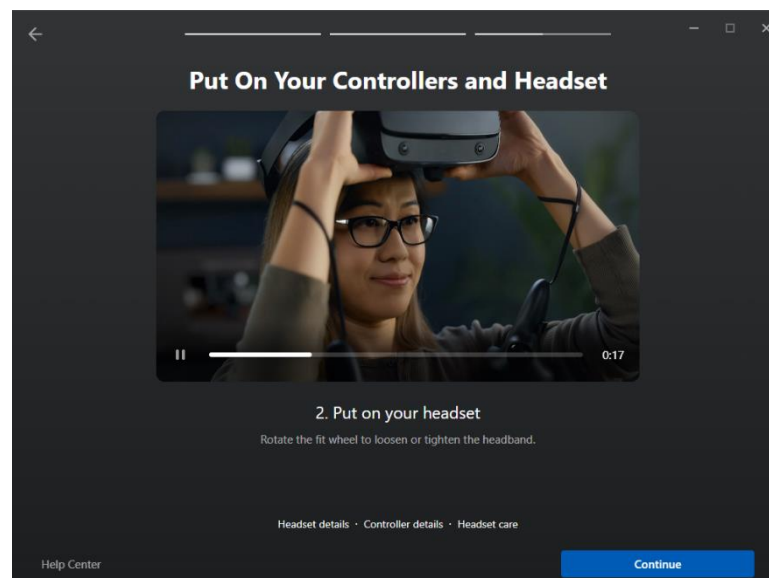 Put On Your Controllers and Headset
0:17
2. Put on your headset
Rotate the fit wheel to loosen or tighten the headband.
Headset details · Controller details · Headset care
Help Center
Continue